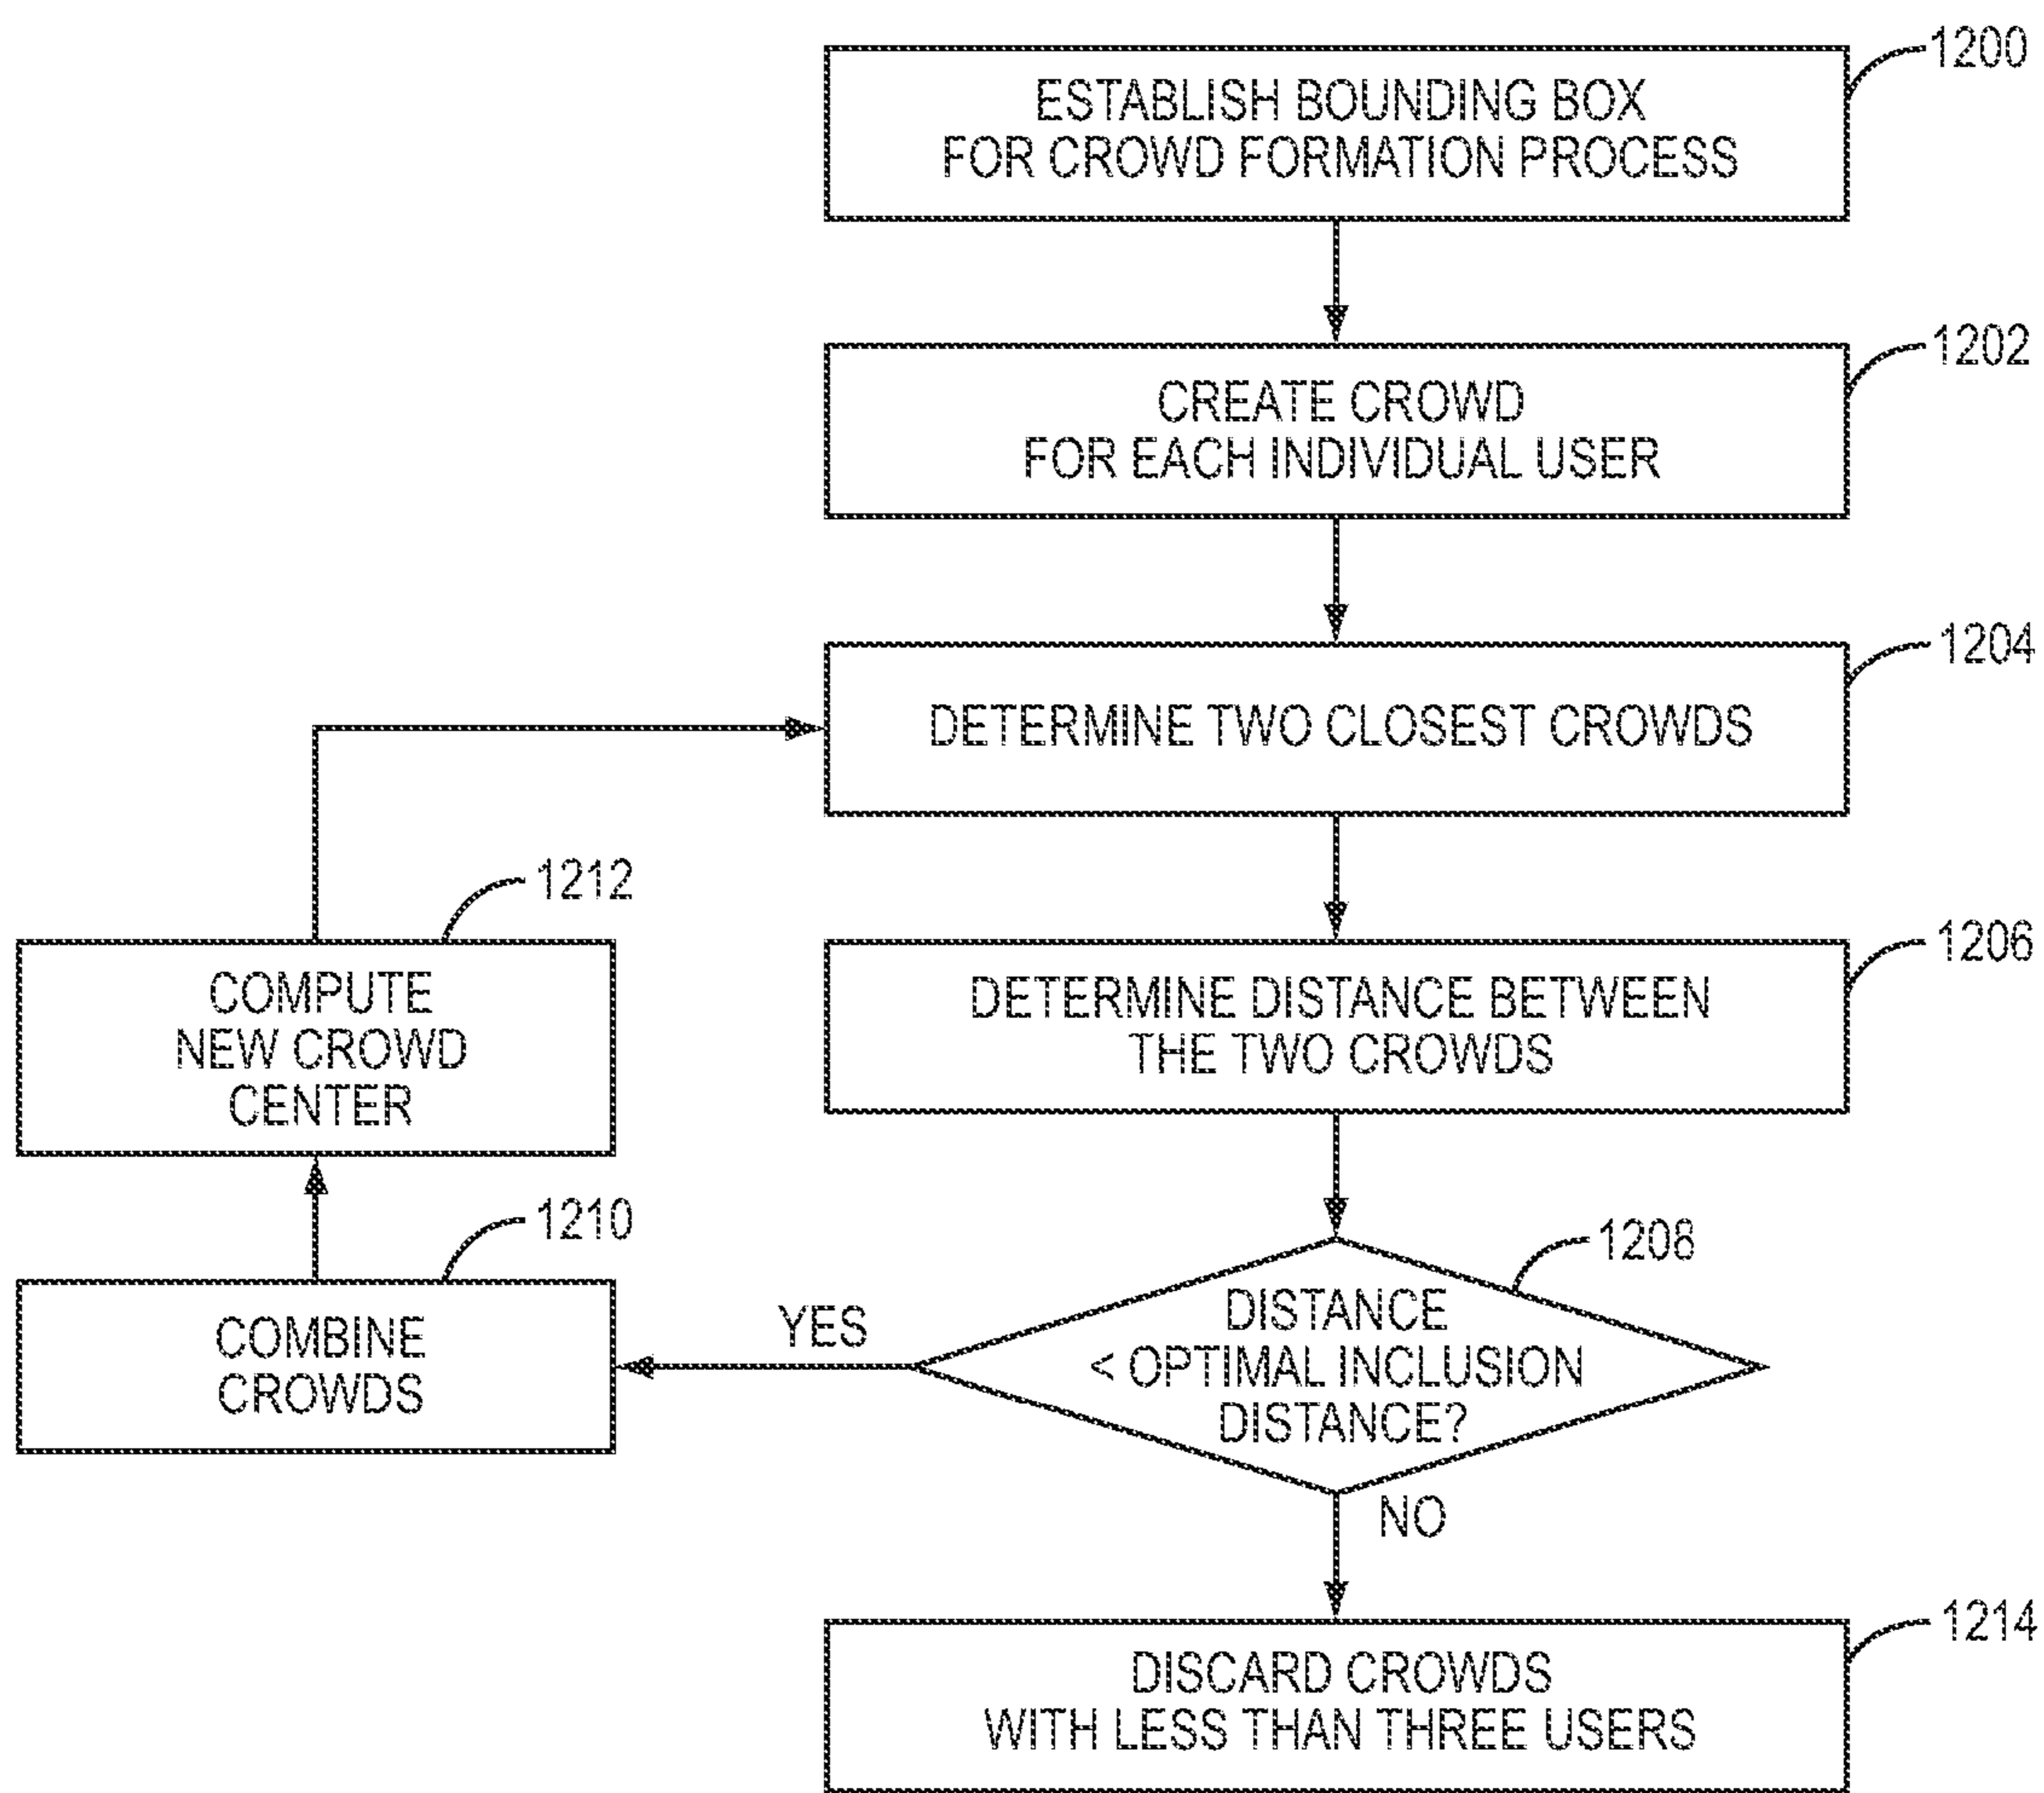 1200
ESTABLISH BOUNDING BOX
FOR CROWD FORMATION PROCESS
1202
CREATE CROWD
FOR EACH INDIVIDUAL USER
1204
DETERMINE TWO CLOSEST CROWDS
1206
DETERMINE DISTANCE BETWEEN
THE TWO CROWDS
1208
DISTANCE
< OPTIMAL INCLUSION
DISTANCE?
YES
1210
COMBINE
CROWDS
1212
COMPUTE
NEW CROWD
CENTER
NO
1214
DISCARD CROWDS
WITH LESS THAN THREE USERS